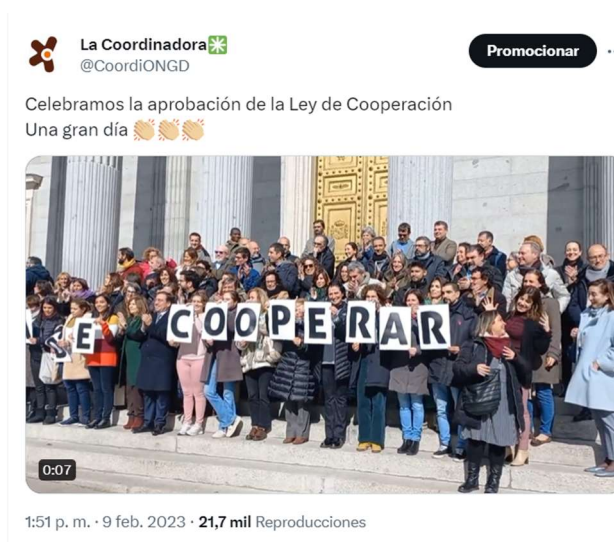 La Coordinadora
@CoordiONGD
Promocionar
Celebramos la aprobación de la Ley de Cooperación
Una gran día
SE COOPERAR
0:07
1:51 p. m. · 9 feb. 2023 · 21,7 mil Reproducciones